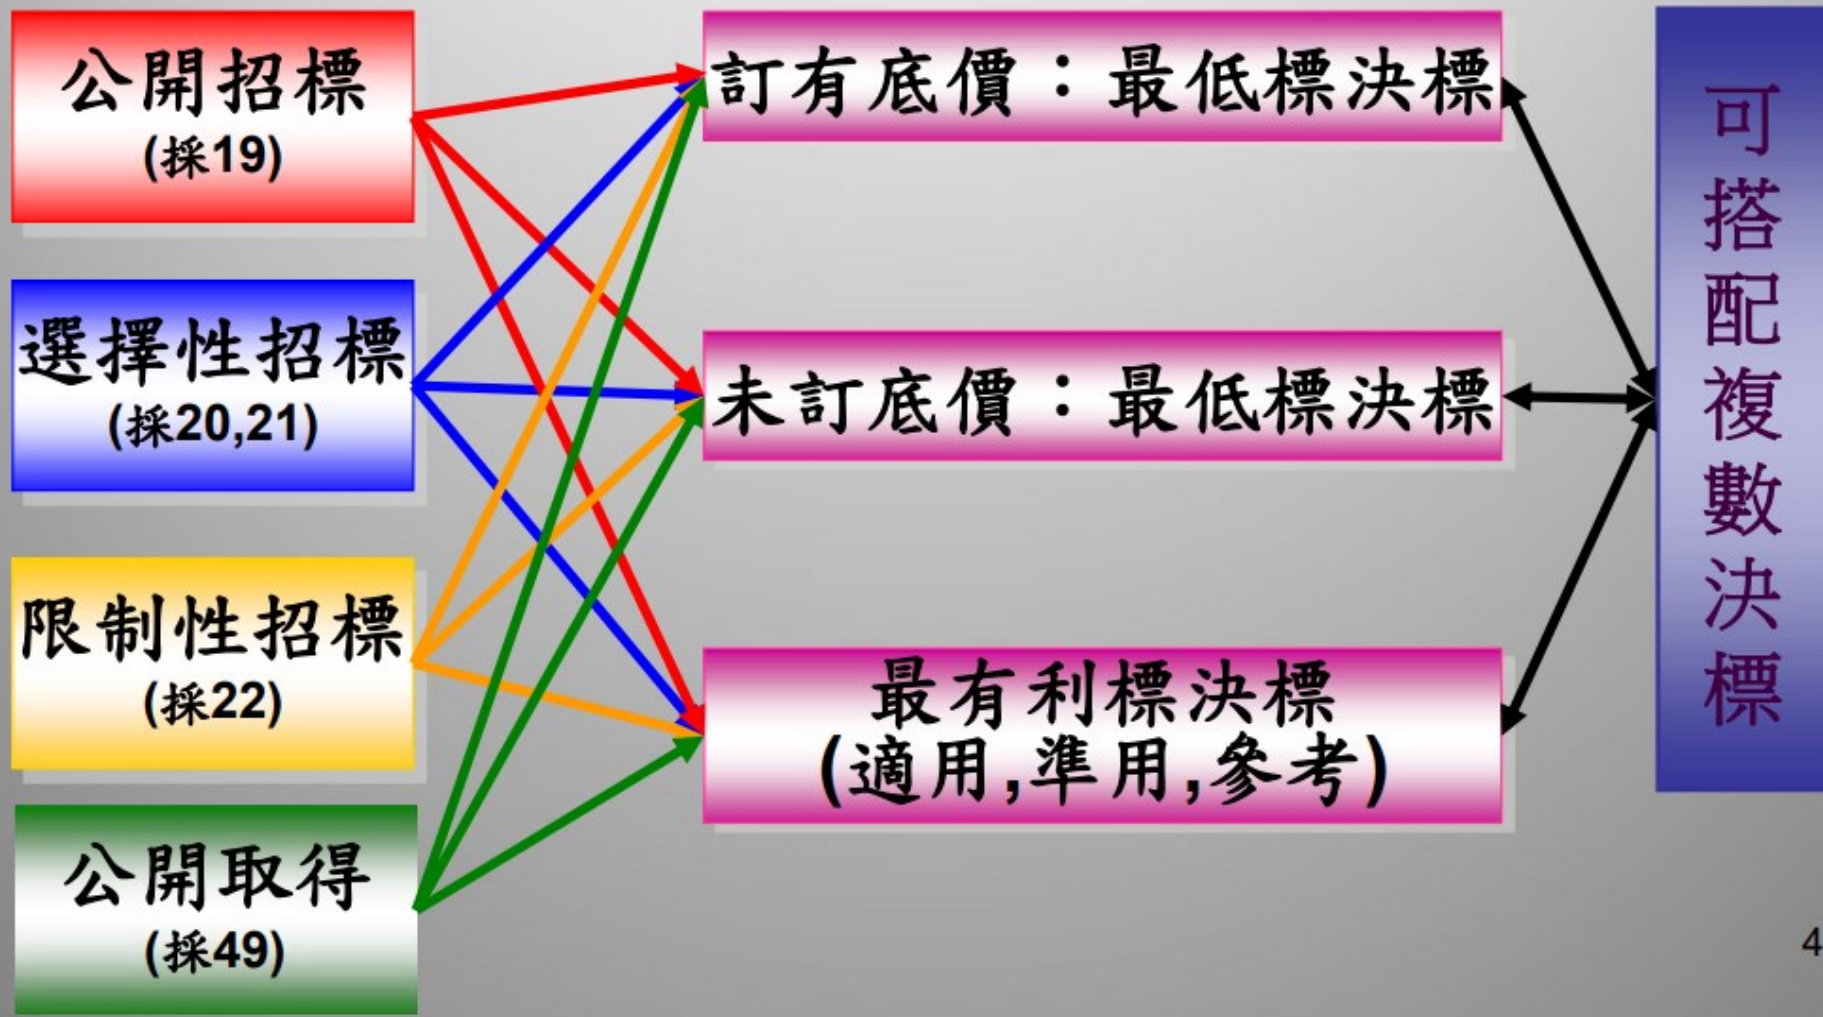 公開招標
(採19)
選擇性招標
(採20,21)
限制性招標
(採22)
公開取得
(採49)
訂有底價：最低標決標
未訂底價：最低標決標
最有利標決標
(適用,準用,參考)
可搭配複數決標
4